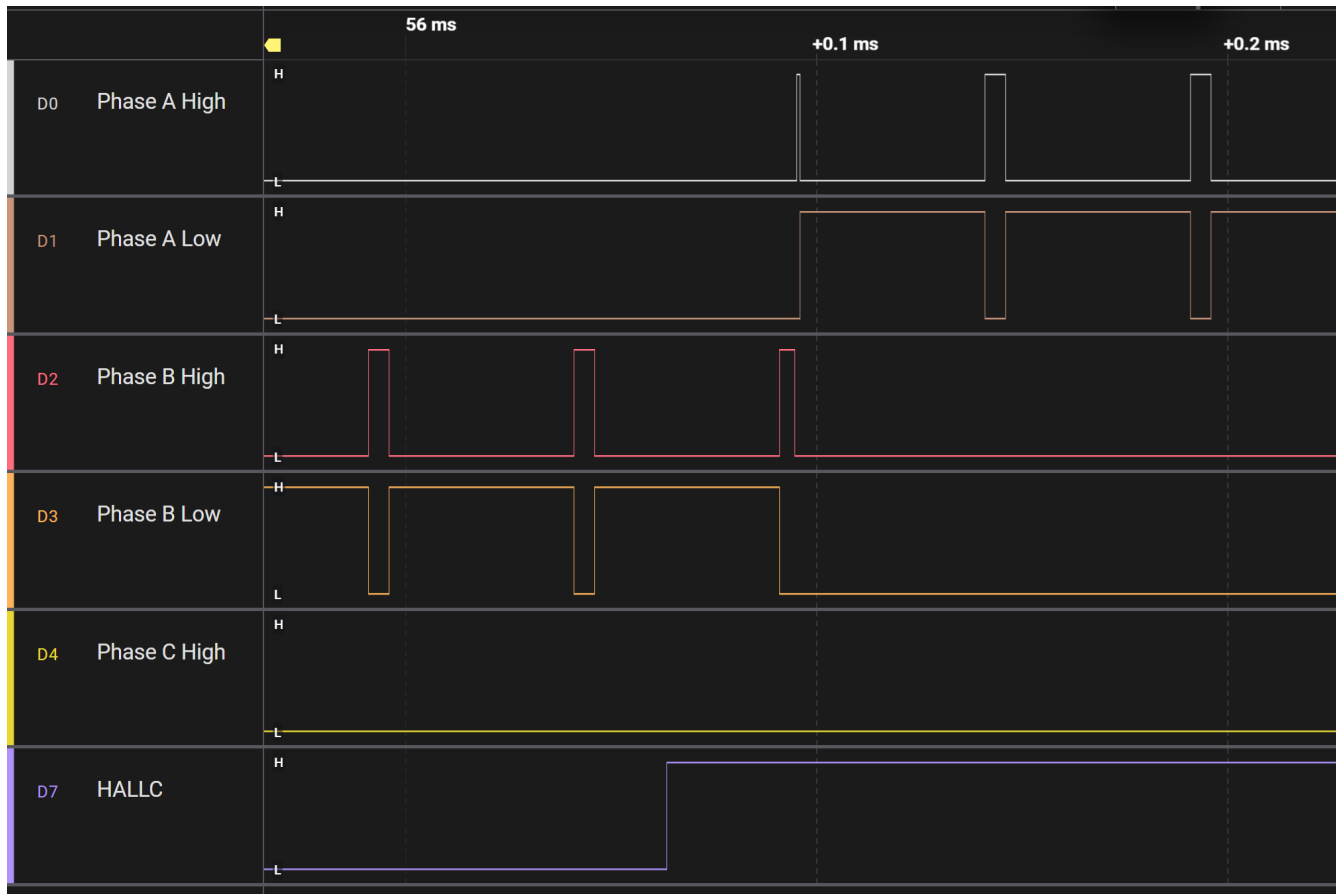 56 ms
+0.1 ms
+0.2 ms
H
D0 Phase A High
L
H
D1 Phase A Low
L
H
D2 Phase B High
L
H
D3 Phase B Low
L
H
D4 Phase C High
L
H
D7 HALLC
L